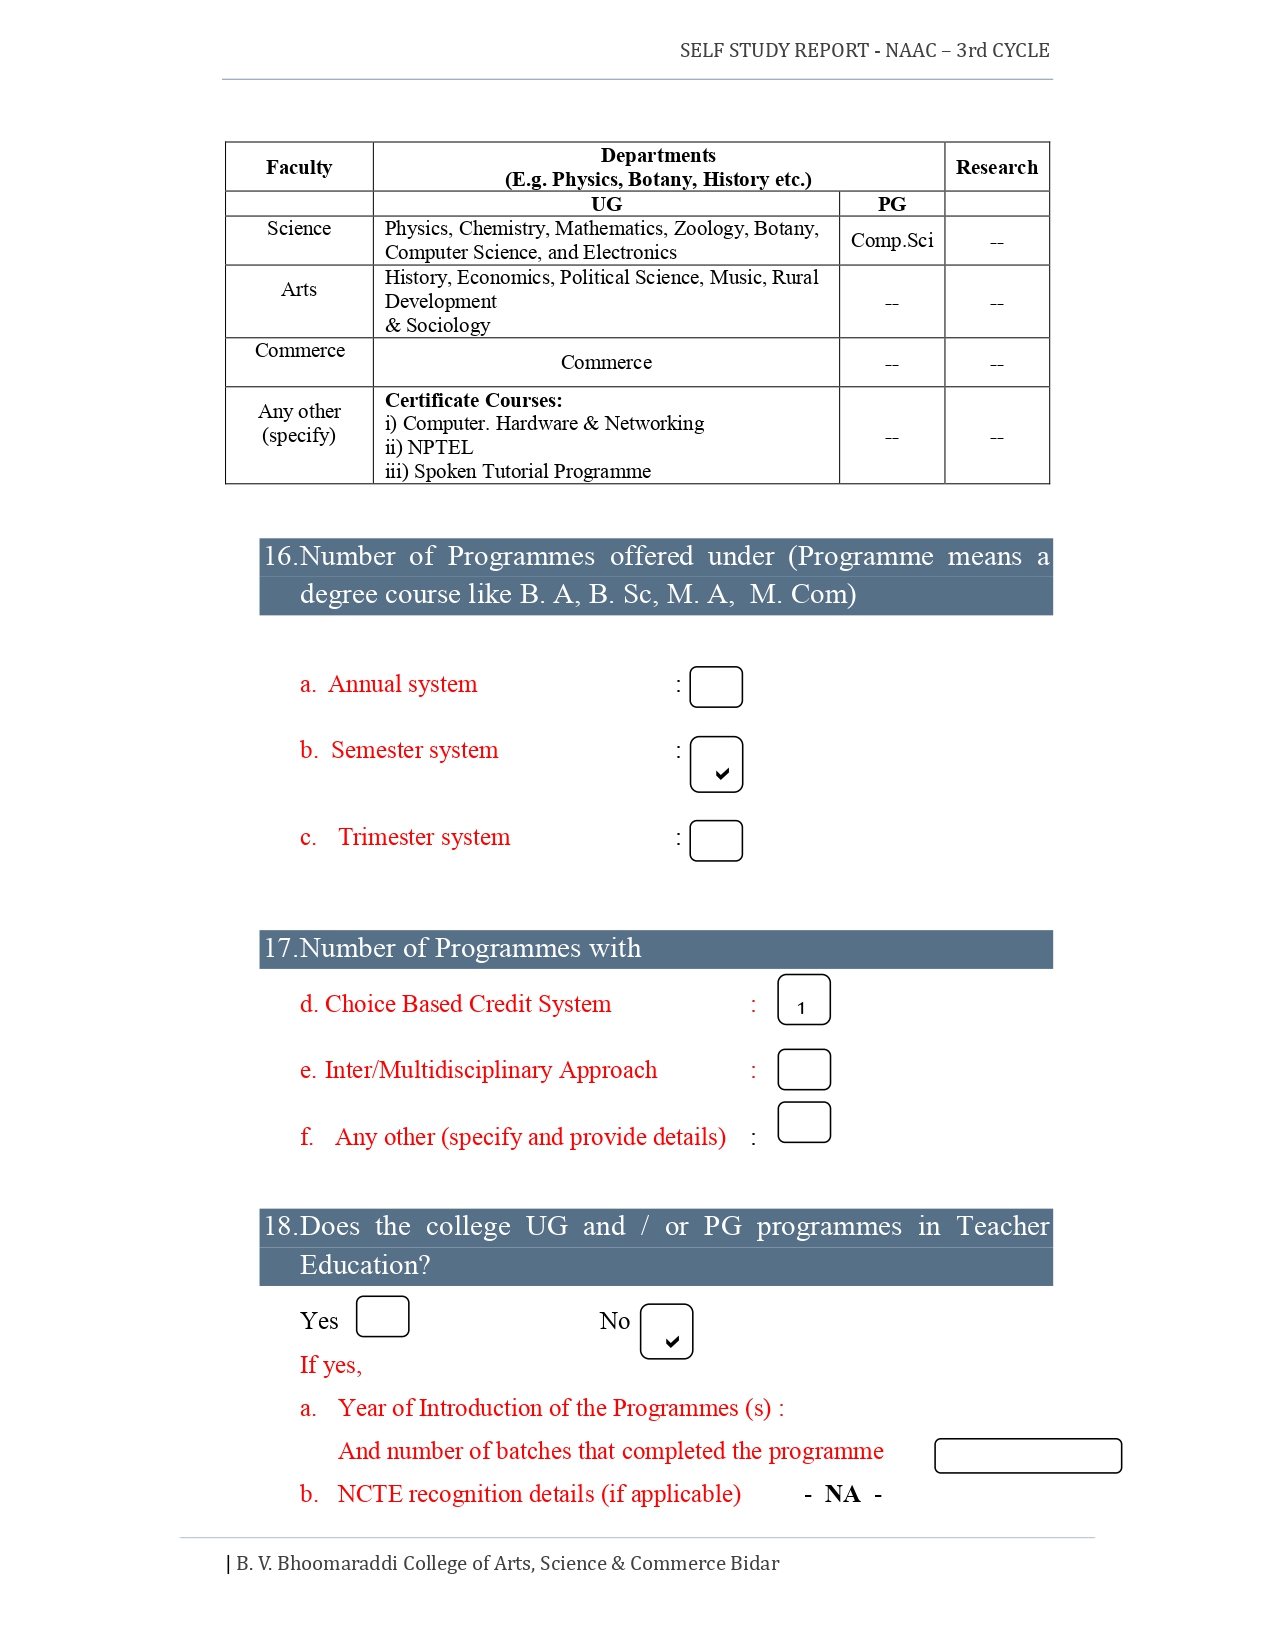 SELF STUDY REPORT - NAAC – 3rd CYCLE
Faculty
Departments
(E.g. Physics, Botany, History etc.)
Research
UG
PG
Science
Physics, Chemistry, Mathematics, Zoology, Botany,
Computer Science, and Electronics
Comp.Sci
--
Arts
History, Economics, Political Science, Music, Rural
Development
& Sociology
--
--
Commerce
Commerce
--
--
Any other
(specify)
Certificate Courses:
i) Computer. Hardware & Networking
ii) NPTEL
iii) Spoken Tutorial Programme
--
--
16.Number of Programmes offered under (Programme means a
degree course like B. A, B. Sc, M. A,  M. Com)
a. Annual system :
b. Semester system : ✔
c. Trimester system :
17.Number of Programmes with
d. Choice Based Credit System : 1
e. Inter/Multidisciplinary Approach :
f. Any other (specify and provide details) :
18.Does the college UG and / or PG programmes in Teacher
Education?
Yes No ✔
If yes,
a. Year of Introduction of the Programmes (s) :
And number of batches that completed the programme
b. NCTE recognition details (if applicable) - NA -
| B. V. Bhoomaraddi College of Arts, Science & Commerce Bidar